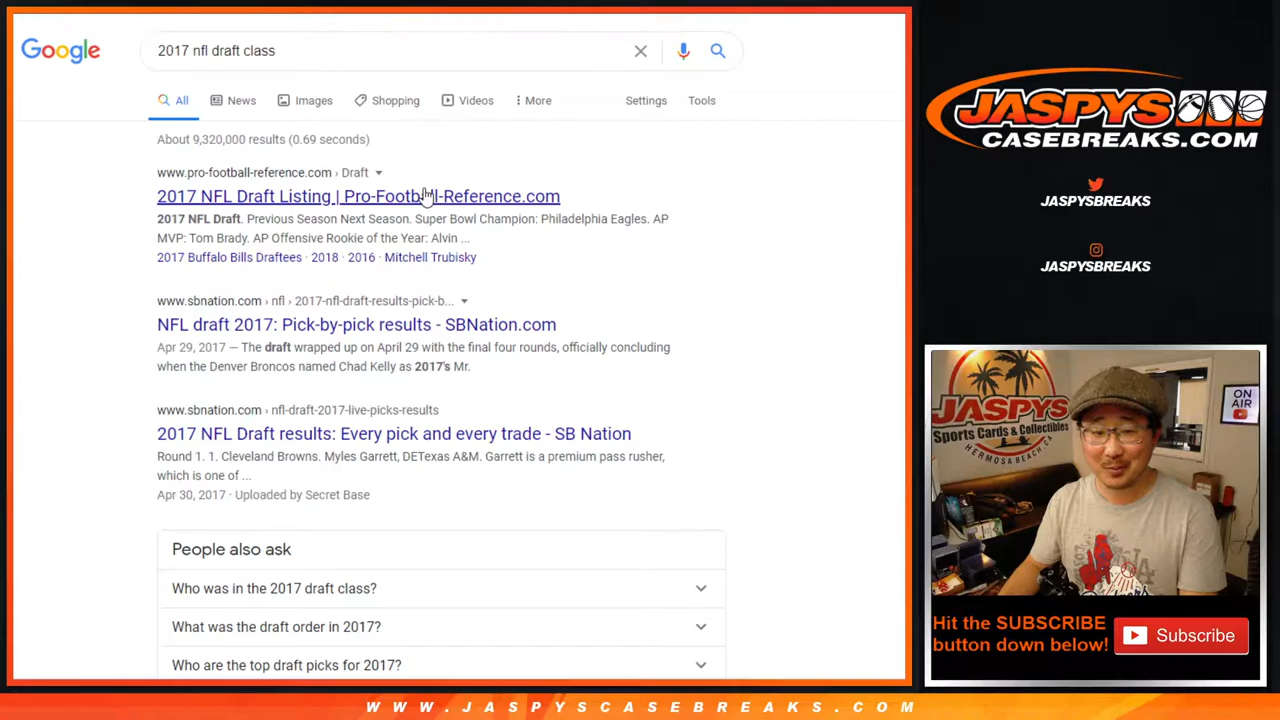 Google
2017 nfl draft class
All
News
Images
Shopping
Videos
More
Settings
Tools
About 9,320,000 results (0.69 seconds)
www.pro-football-reference.com › Draft
2017 NFL Draft Listing | Pro-Football-Reference.com
2017 NFL Draft. Previous Season Next Season. Super Bowl Champion: Philadelphia Eagles. AP
MVP: Tom Brady. AP Offensive Rookie of the Year: Alvin ...
2017 Buffalo Bills Draftees · 2018 · 2016 · Mitchell Trubisky
www.sbnation.com › nfl › 2017-nfl-draft-results-pick-b...
NFL draft 2017: Pick-by-pick results - SBNation.com
Apr 29, 2017 — The draft wrapped up on April 29 with the final four rounds, officially concluding
when the Denver Broncos named Chad Kelly as 2017's Mr.
www.sbnation.com › nfl-draft-2017-live-picks-results
2017 NFL Draft results: Every pick and every trade - SB Nation
Round 1. 1. Cleveland Browns. Myles Garrett, DETexas A&M. Garrett is a premium pass rusher,
which is one of ...
Apr 30, 2017 · Uploaded by Secret Base
People also ask
Who was in the 2017 draft class?
What was the draft order in 2017?
Who are the top draft picks for 2017?
JASPYS
CASEBREAKS.COM
JASPYSBREAKS
JASPYSBREAKS
JASPYS
Sports Cards & Collectibles
HERMOSA BEACH, CA
ON
AIR
Hit the SUBSCRIBE
button down below!
Subscribe
WWW.JASPYSCASEBREAKS.COM